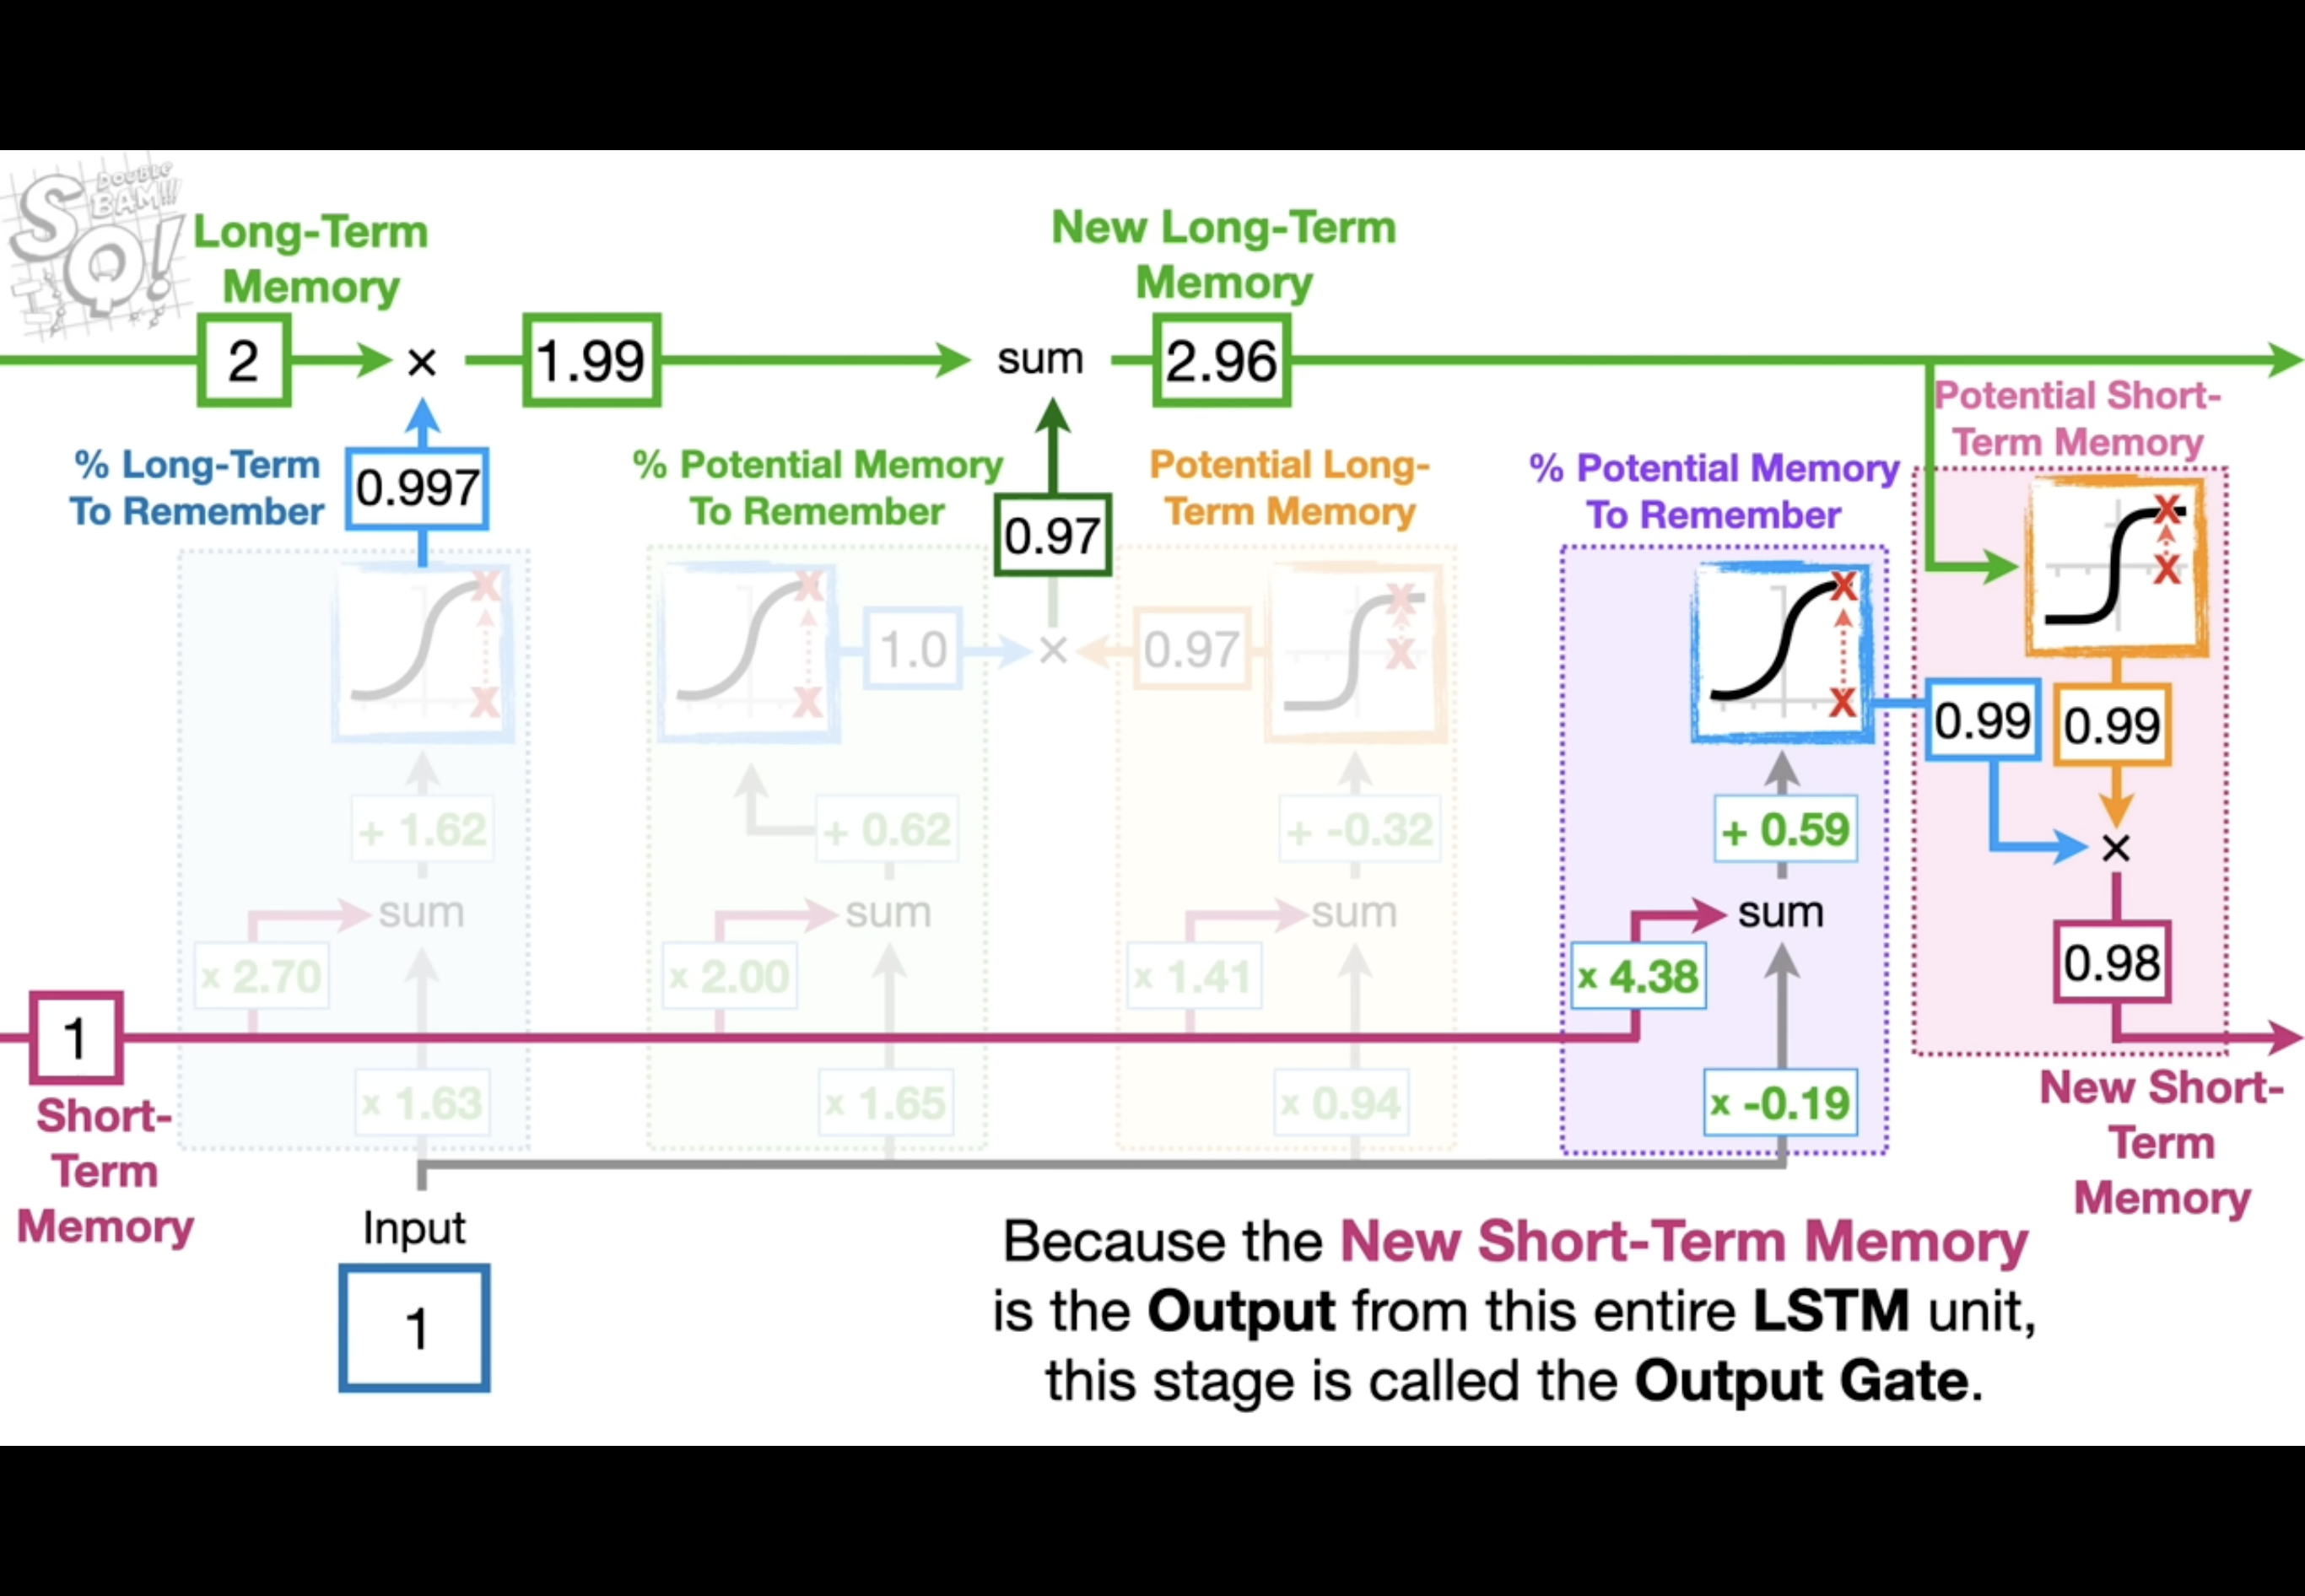 DOUBLE
BAM!!!
SQ!
Long-Term
Memory
New Long-Term
Memory
2
×
1.99
sum
2.96
Potential Short-
Term Memory
% Long-Term
To Remember
0.997
% Potential Memory
To Remember
0.97
Potential Long-
Term Memory
% Potential Memory
To Remember
X
X
X
X
1.0
×
0.97
X
X
X
X
X
X
0.99
0.99
+ 1.62
+ 0.62
+ -0.32
+ 0.59
×
sum
sum
sum
sum
x 2.70
x 2.00
x 1.41
x 4.38
0.98
1
x 1.63
x 1.65
x 0.94
x -0.19
Short-
Term
Memory
New Short-
Term
Memory
Input
1
Because the New Short-Term Memory
is the Output from this entire LSTM unit,
this stage is called the Output Gate.